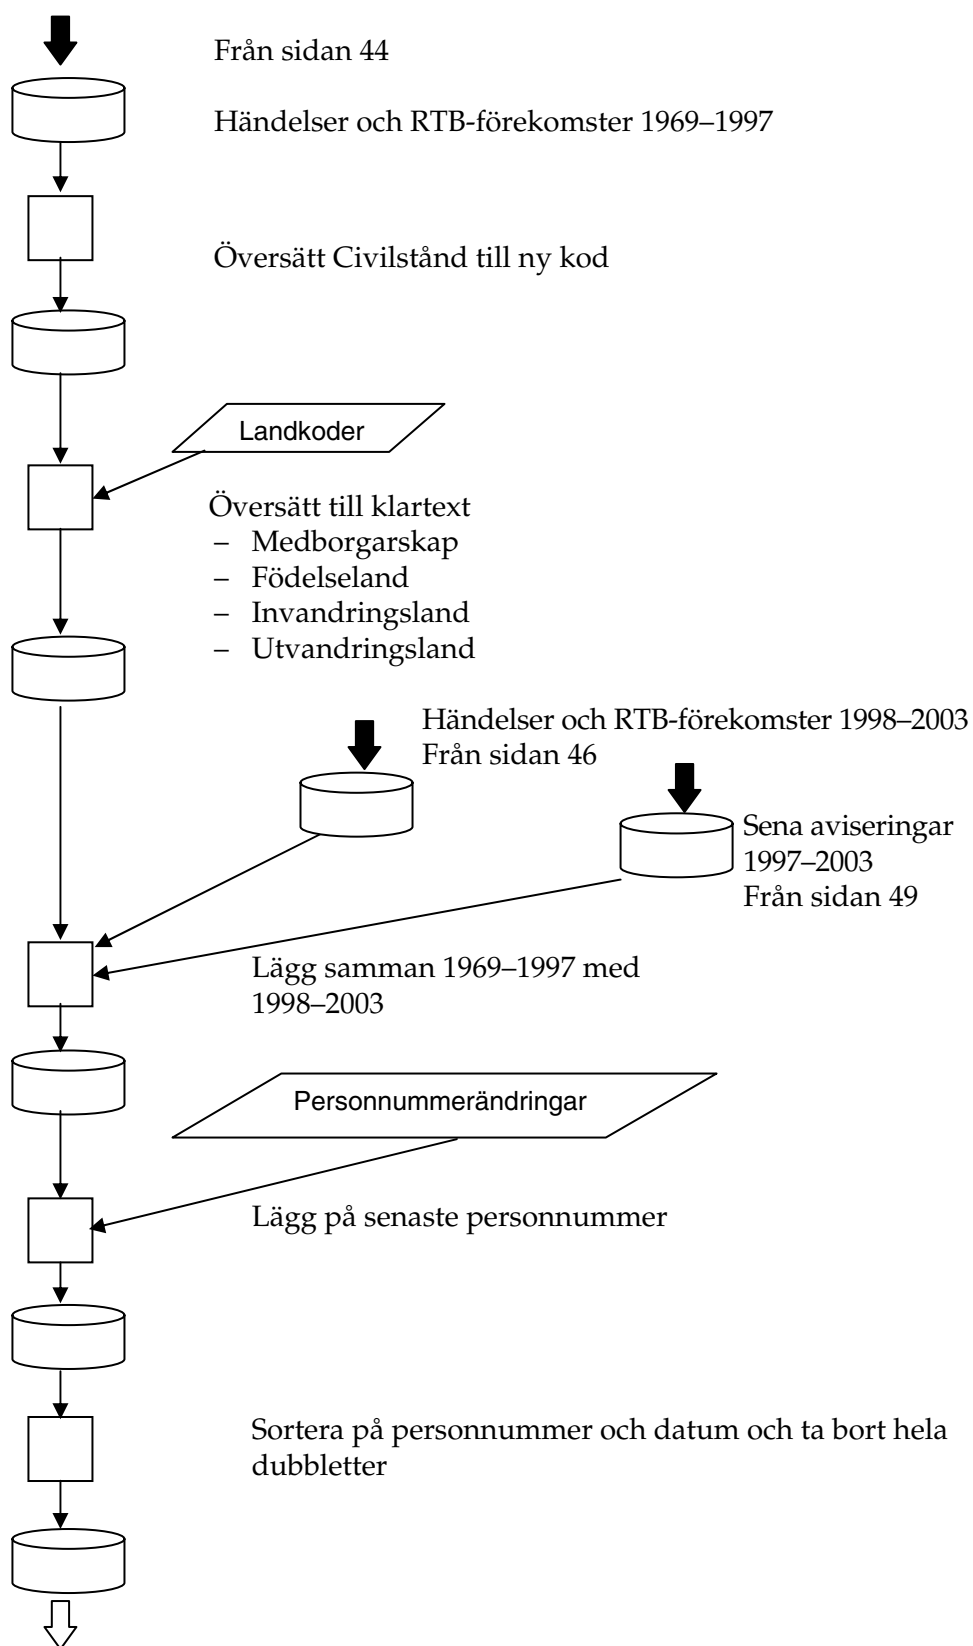 Från sidan 44
Händelser och RTB-förekomster 1969–1997
Översätt Civilstånd till ny kod
Landkoder
Översätt till klartext
– Medborgarskap
– Födelseland
– Invandringsland
– Utvandringsland
Händelser och RTB-förekomster 1998–2003
Från sidan 46
Sena aviseringar
1997–2003
Från sidan 49
Lägg samman 1969–1997 med
1998–2003
Personnummerändringar
Lägg på senaste personnummer
Sortera på personnummer och datum och ta bort hela
dubbletter